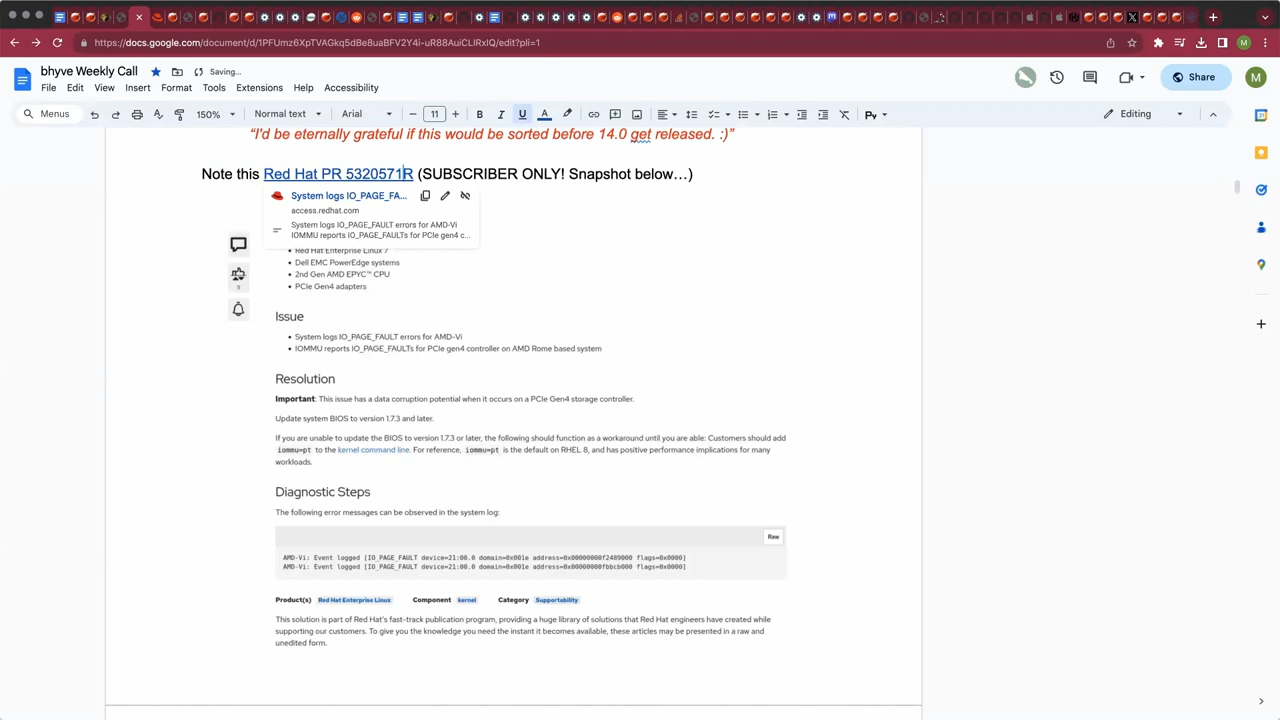 https://docs.google.com/document/d/1PFUmz6XpTVAGkq5dBe8uaBFV2Y4i-uR88AuiCLIRxIQ/edit?pli=1
bhyve Weekly Call
Saving...
M
File Edit View Insert Format Tools Extensions Help Accessibility
Share
M
Menus
150%
Normal text
Arial
11
B I U A
Editing
"I'd be eternally grateful if this would be sorted before 14.0 get released. :)"
Note this Red Hat PR 5320571R (SUBSCRIBER ONLY! Snapshot below…)
System logs IO_PAGE_FA...
access.redhat.com
System logs IO_PAGE_FAULT errors for AMD-Vi
IOMMU reports IO_PAGE_FAULTs for PCIe gen4 c...
• Red Hat Enterprise Linux 7
• Dell EMC PowerEdge systems
• 2nd Gen AMD EPYC™ CPU
• PCIe Gen4 adapters
Issue
• System logs IO_PAGE_FAULT errors for AMD-Vi
• IOMMU reports IO_PAGE_FAULTs for PCIe gen4 controller on AMD Rome based system
Resolution
Important: This issue has a data corruption potential when it occurs on a PCIe Gen4 storage controller.
Update system BIOS to version 1.7.3 and later.
If you are unable to update the BIOS to version 1.7.3 or later, the following should function as a workaround until you are able: Customers should add
iommu=pt to the kernel command line. For reference, iommu=pt is the default on RHEL 8, and has positive performance implications for many
workloads.
Diagnostic Steps
The following error messages can be observed in the system log:
Raw
AMD-Vi: Event logged [IO_PAGE_FAULT device=21:00.0 domain=0x001e address=0x00000000f2489000 flags=0x0000]
AMD-Vi: Event logged [IO_PAGE_FAULT device=21:00.0 domain=0x001e address=0x00000000fbbcb000 flags=0x0000]
Product(s) Red Hat Enterprise Linux Component kernel Category Supportability
This solution is part of Red Hat's fast-track publication program, providing a huge library of solutions that Red Hat engineers have created while
supporting our customers. To give you the knowledge you need the instant it becomes available, these articles may be presented in a raw and
unedited form.